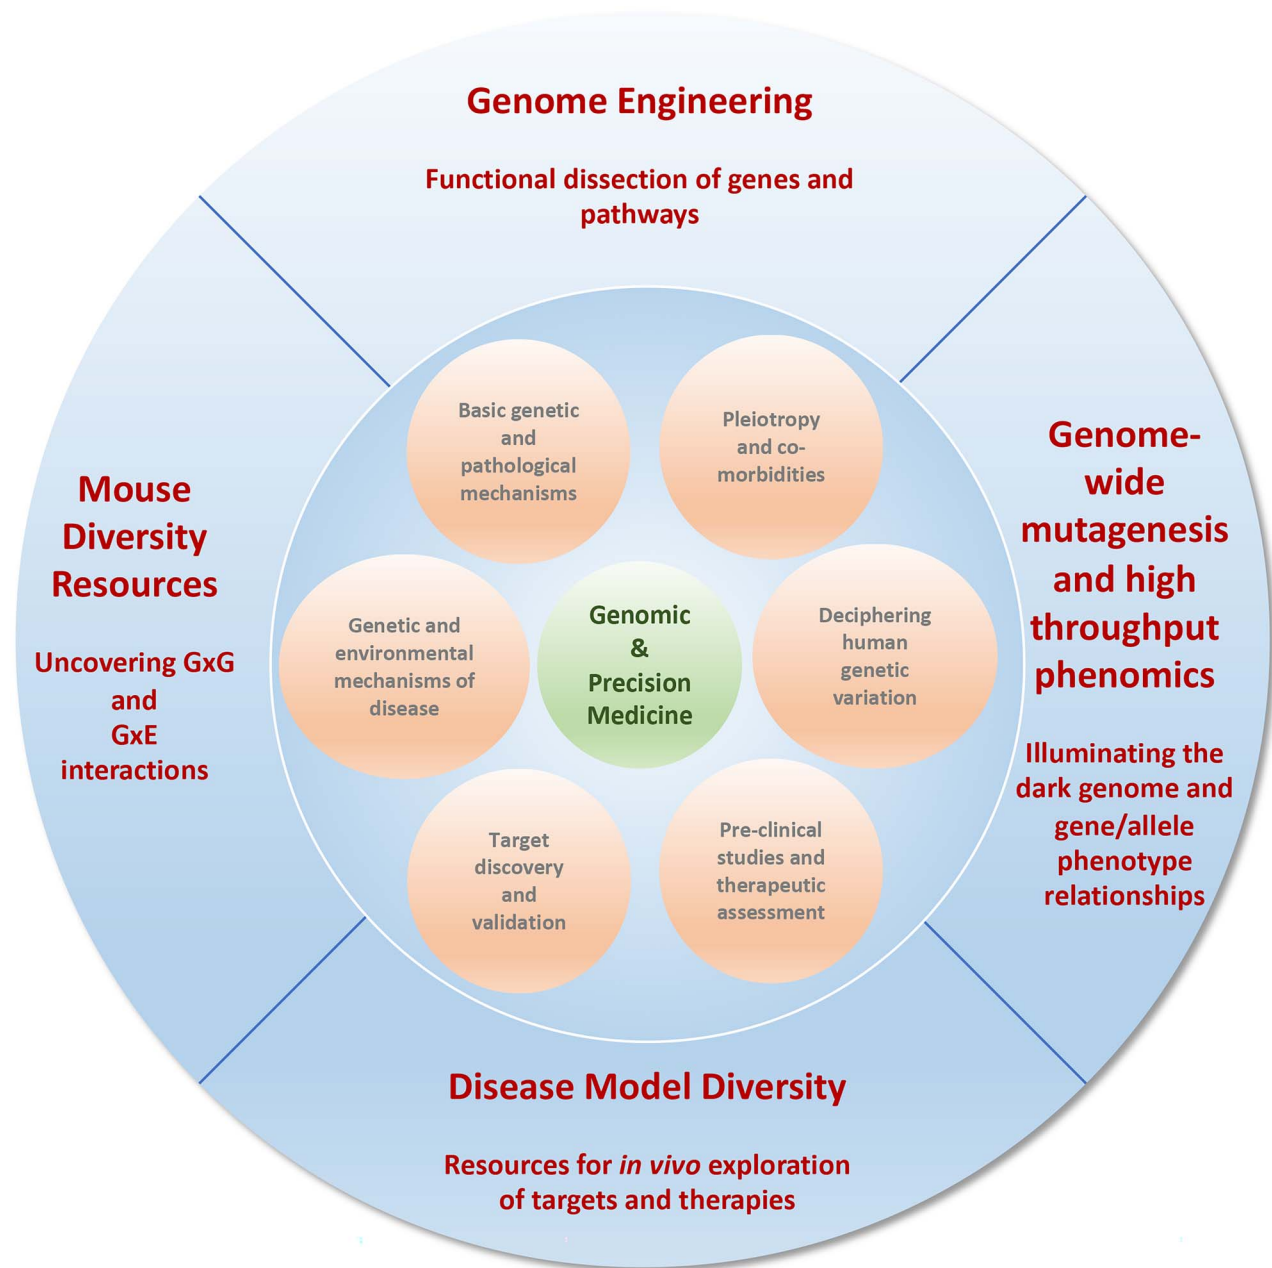 Genome Engineering
Functional dissection of genes and
pathways
Mouse
Diversity
Resources
Uncovering GxG
and
GxE
interactions
Basic genetic
and
pathological
mechanisms
Pleiotropy
and co-
morbidities
Genetic and
environmental
mechanisms of
disease
Genomic
&
Precision
Medicine
Deciphering
human
genetic
variation
Target
discovery
and
validation
Pre-clinical
studies and
therapeutic
assessment
Genome-
wide
mutagenesis
and high
throughput
phenomics
Illuminating the
dark genome and
gene/allele
phenotype
relationships
Disease Model Diversity
Resources for in vivo exploration
of targets and therapies